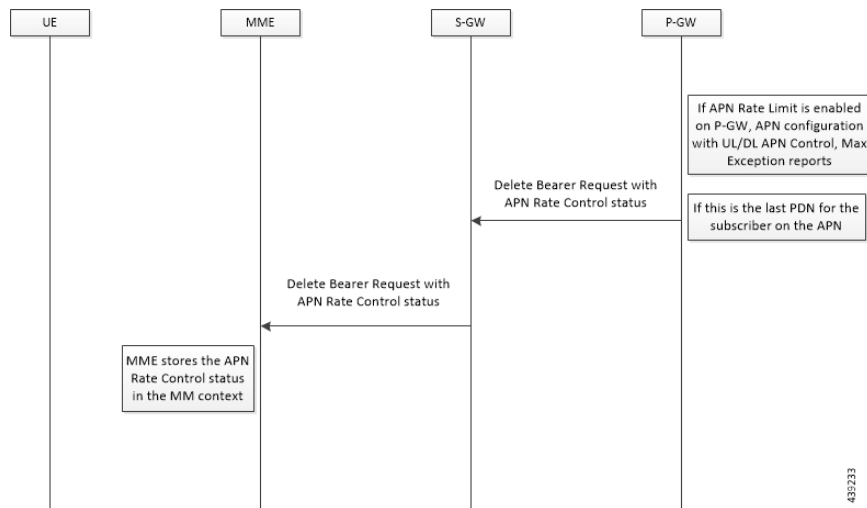 UE
MME
S-GW
P-GW
If APN Rate Limit is enabled
on P-GW, APN configuration
with UL/DL APN Control, Max
Exception reports
Delete Bearer Request with
APN Rate Control status
If this is the last PDN for the
subscriber on the APN
Delete Bearer Request with
APN Rate Control status
MME stores the APN
Rate Control status
in the MM context
439233